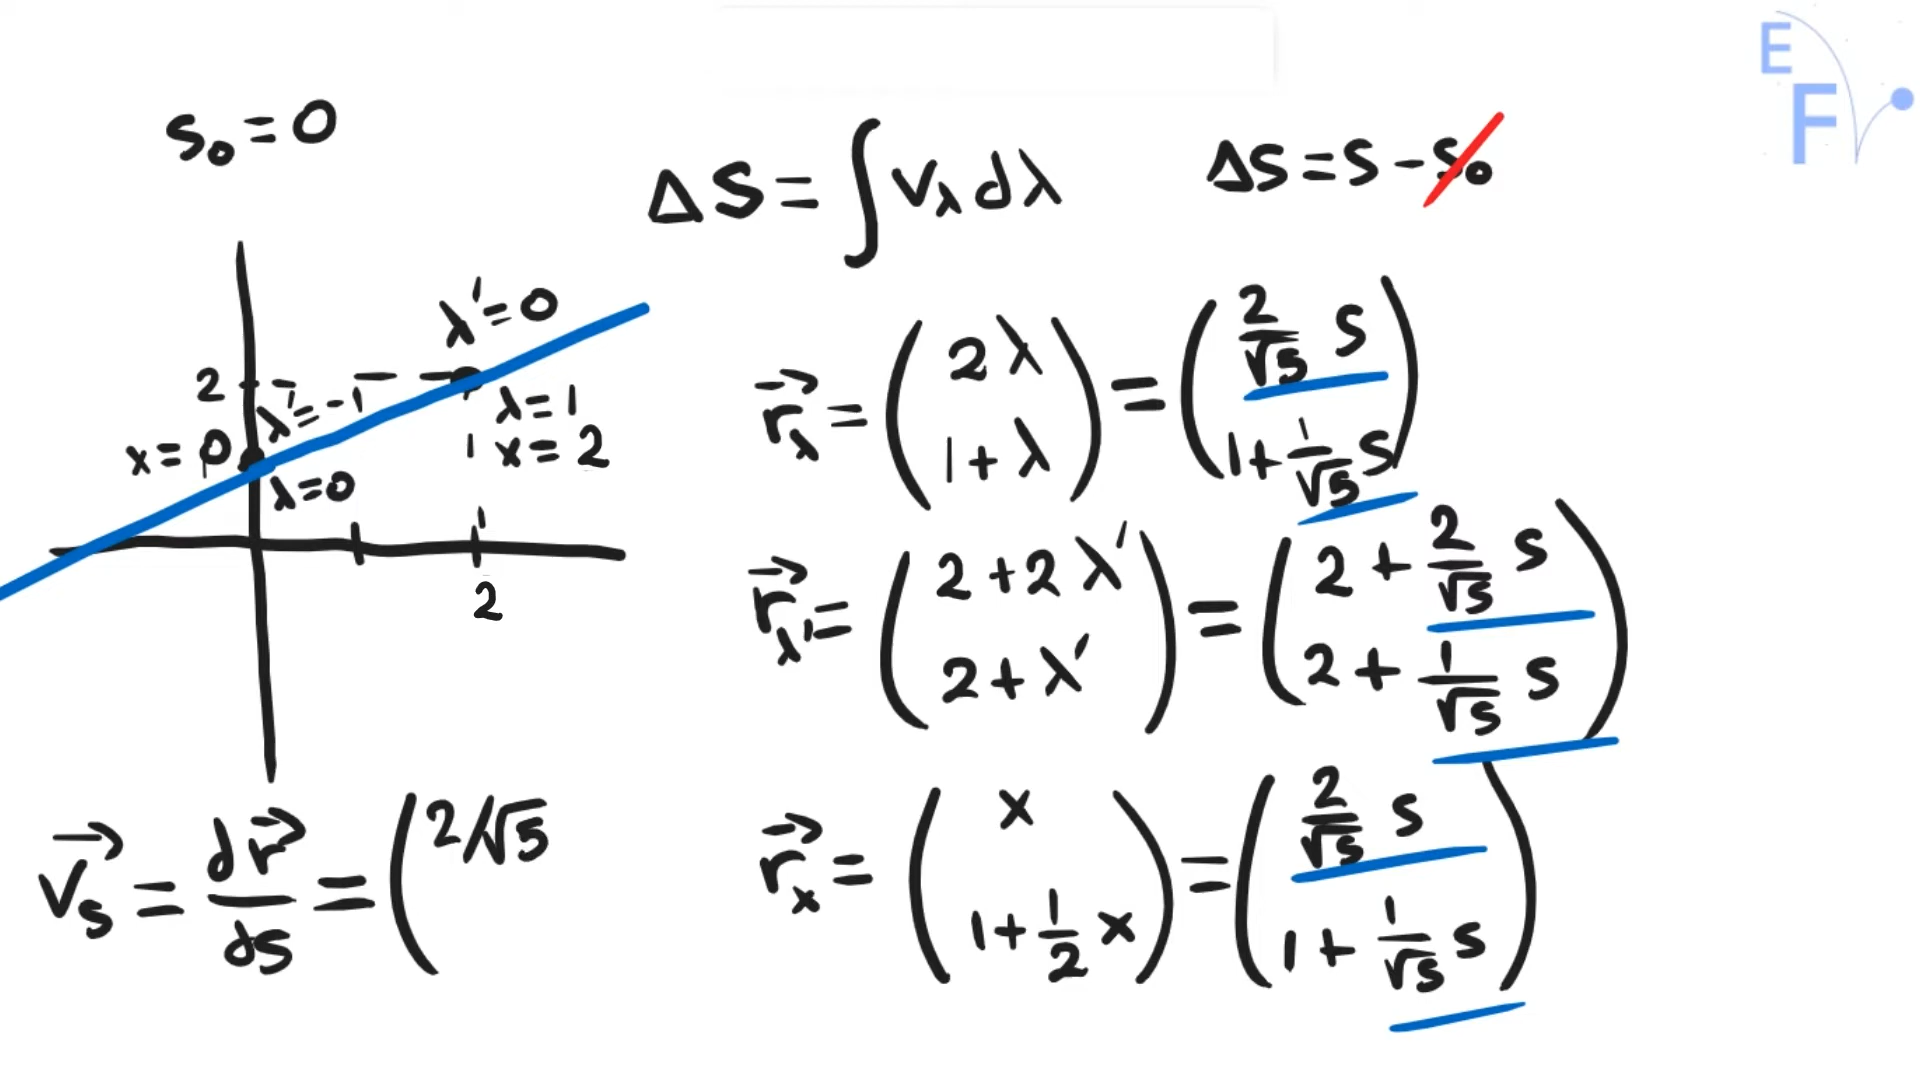 s₀ = 0
ΔS = ∫ v_λ dλ
ΔS = S − S₀
λ' = 0
2
λ' = -1
λ = 1
x = 0
x = 2
λ = 0
2
r⃗_λ = ( 2λ / 1 + λ ) = ( 2/√5 S / 1 + 1/√5 S )
r⃗_λ' = ( 2 + 2λ' / 2 + λ' ) = ( 2 + 2/√5 s / 2 + 1/√5 s )
r⃗_x = ( x / 1 + 1/2 x ) = ( 2/√5 s / 1 + 1/√5 s )
v⃗_s = dr⃗/ds = ( 2/√5
E
F